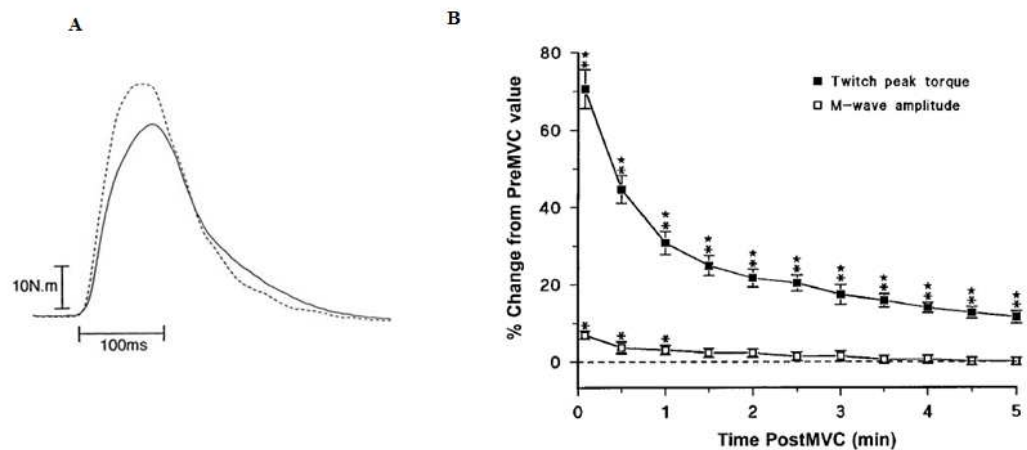 A
10N.m
100ms
B
% Change from PreMVC value
80
60
40
20
0
Twitch peak torque
M-wave amplitude
0 1 2 3 4 5
Time PostMVC (min)